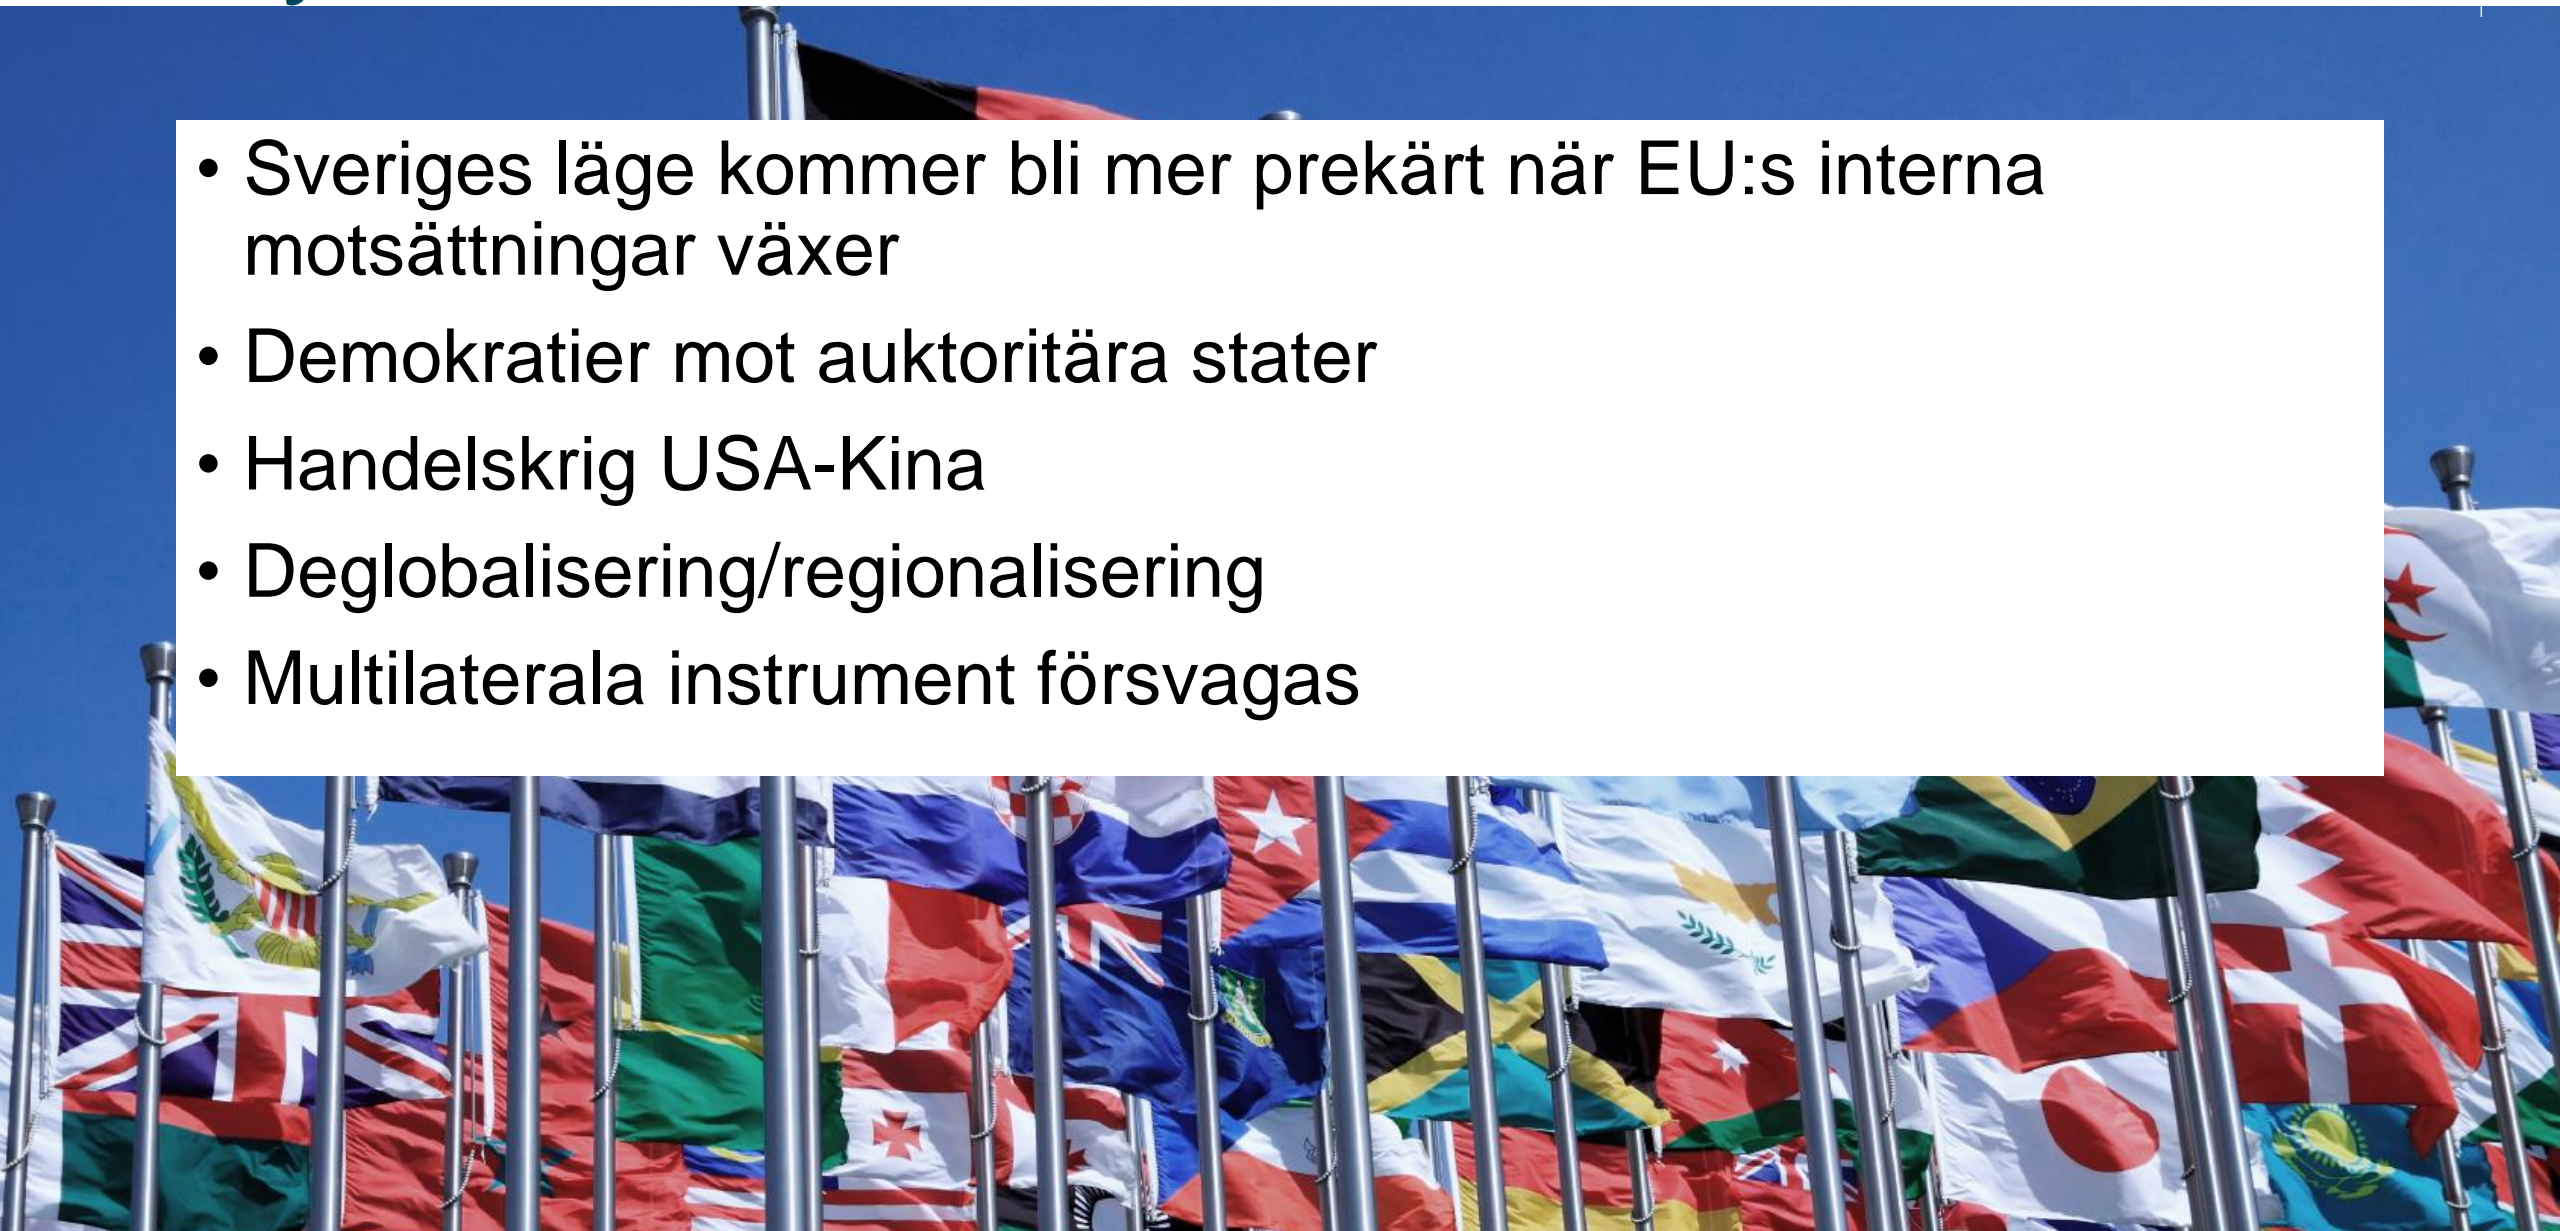 • Sveriges läge kommer bli mer prekärt när EU:s interna
motsättningar växer
• Demokratier mot auktoritära stater
• Handelskrig USA-Kina
• Deglobalisering/regionalisering
• Multilaterala instrument försvagas